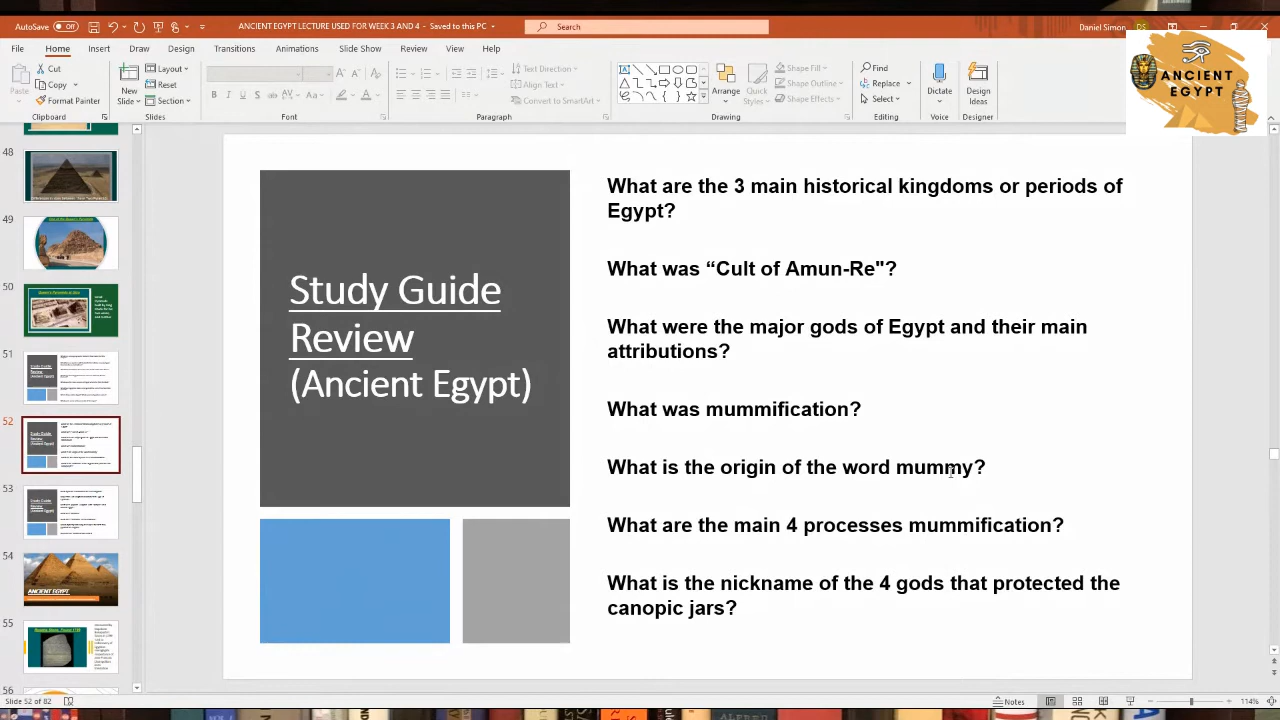 AutoSave Off
ANCIENT EGYPT LECTURE USED FOR WEEK 3 AND 4 - Saved to this PC
Search
Daniel Simon
File Home Insert Draw Design Transitions Animations Slide Show Review View Help
Cut
Copy
Format Painter
Paste
Clipboard
New Slide
Layout
Reset
Section
Slides
Font
Paragraph
Text Direction
Align Text
Convert to SmartArt
Arrange
Quick Styles
Shape Fill
Shape Outline
Shape Effects
Drawing
Find
Replace
Select
Editing
Dictate
Voice
Design Ideas
Designer
ANCIENT
EGYPT
Study Guide
Review
(Ancient Egypt)
What are the 3 main historical kingdoms or periods of
Egypt?
What was “Cult of Amun-Re"?
What were the major gods of Egypt and their main
attributions?
What was mummification?
What is the origin of the word mummy?
What are the main 4 processes mummification?
What is the nickname of the 4 gods that protected the
canopic jars?
54
ANCIENT EGYPT
56
Slide 52 of 82
Notes
114%